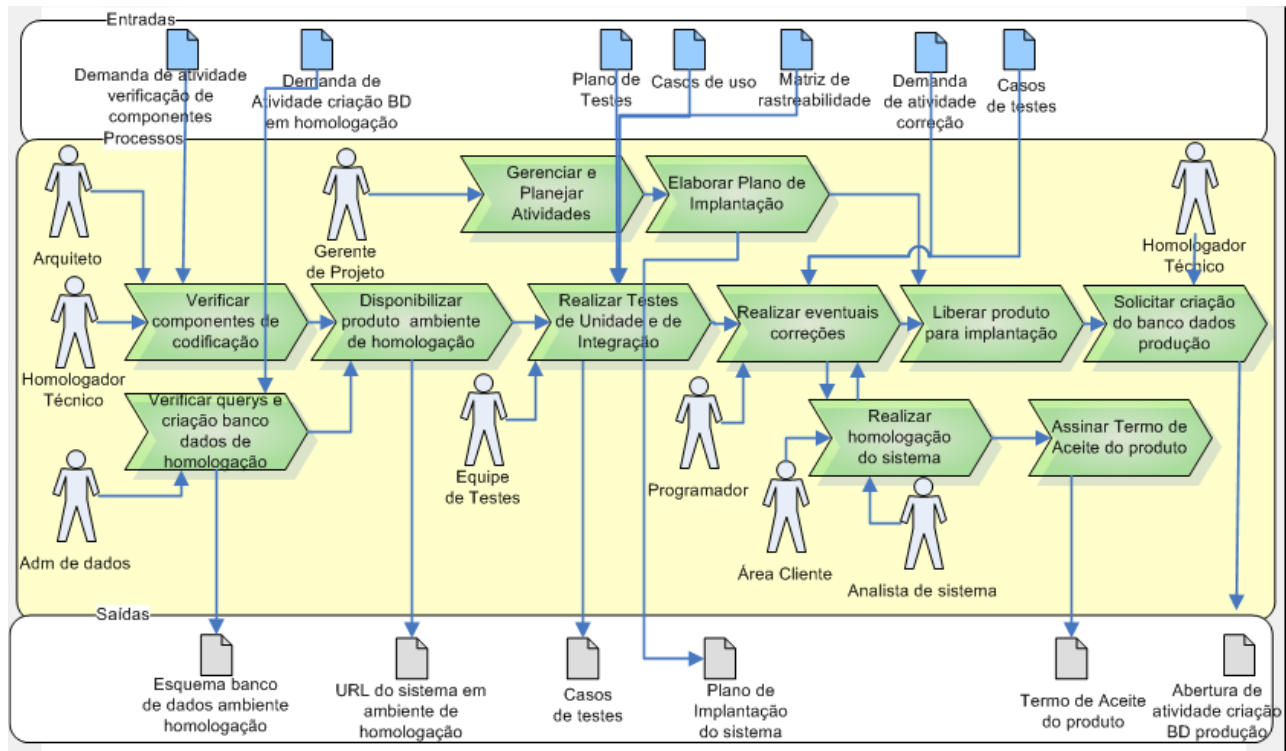 Entradas
Demanda de atividade
verificação de
componentes
Demanda de
Atividade criação BD
em homologação
Plano de
Testes
Casos de uso
Matriz de
rastreabilidade
Demanda
de atividade
correção
Casos
de testes
Processos
Arquiteto
Gerente
de Projeto
Gerenciar e
Planejar
Atividades
Elaborar Plano de
Implantação
Homologador
Técnico
Homologador
Técnico
Verificar
componentes de
codificação
Disponibilizar
produto ambiente
de homologação
Realizar Testes
de Unidade e de
Integração
Realizar eventuais
correções
Liberar produto
para implantação
Solicitar criação
do banco dados
produção
Verificar querys e
criação banco
dados de
homologação
Adm de dados
Equipe
de Testes
Programador
Realizar
homologação
do sistema
Assinar Termo de
Aceite do produto
Área Cliente
Analista de sistema
Saídas
Esquema banco
de dados ambiente
homologação
URL do sistema em
ambiente de
homologação
Casos
de testes
Plano de
Implantação
do sistema
Termo de Aceite
do produto
Abertura de
atividade criação
BD produção